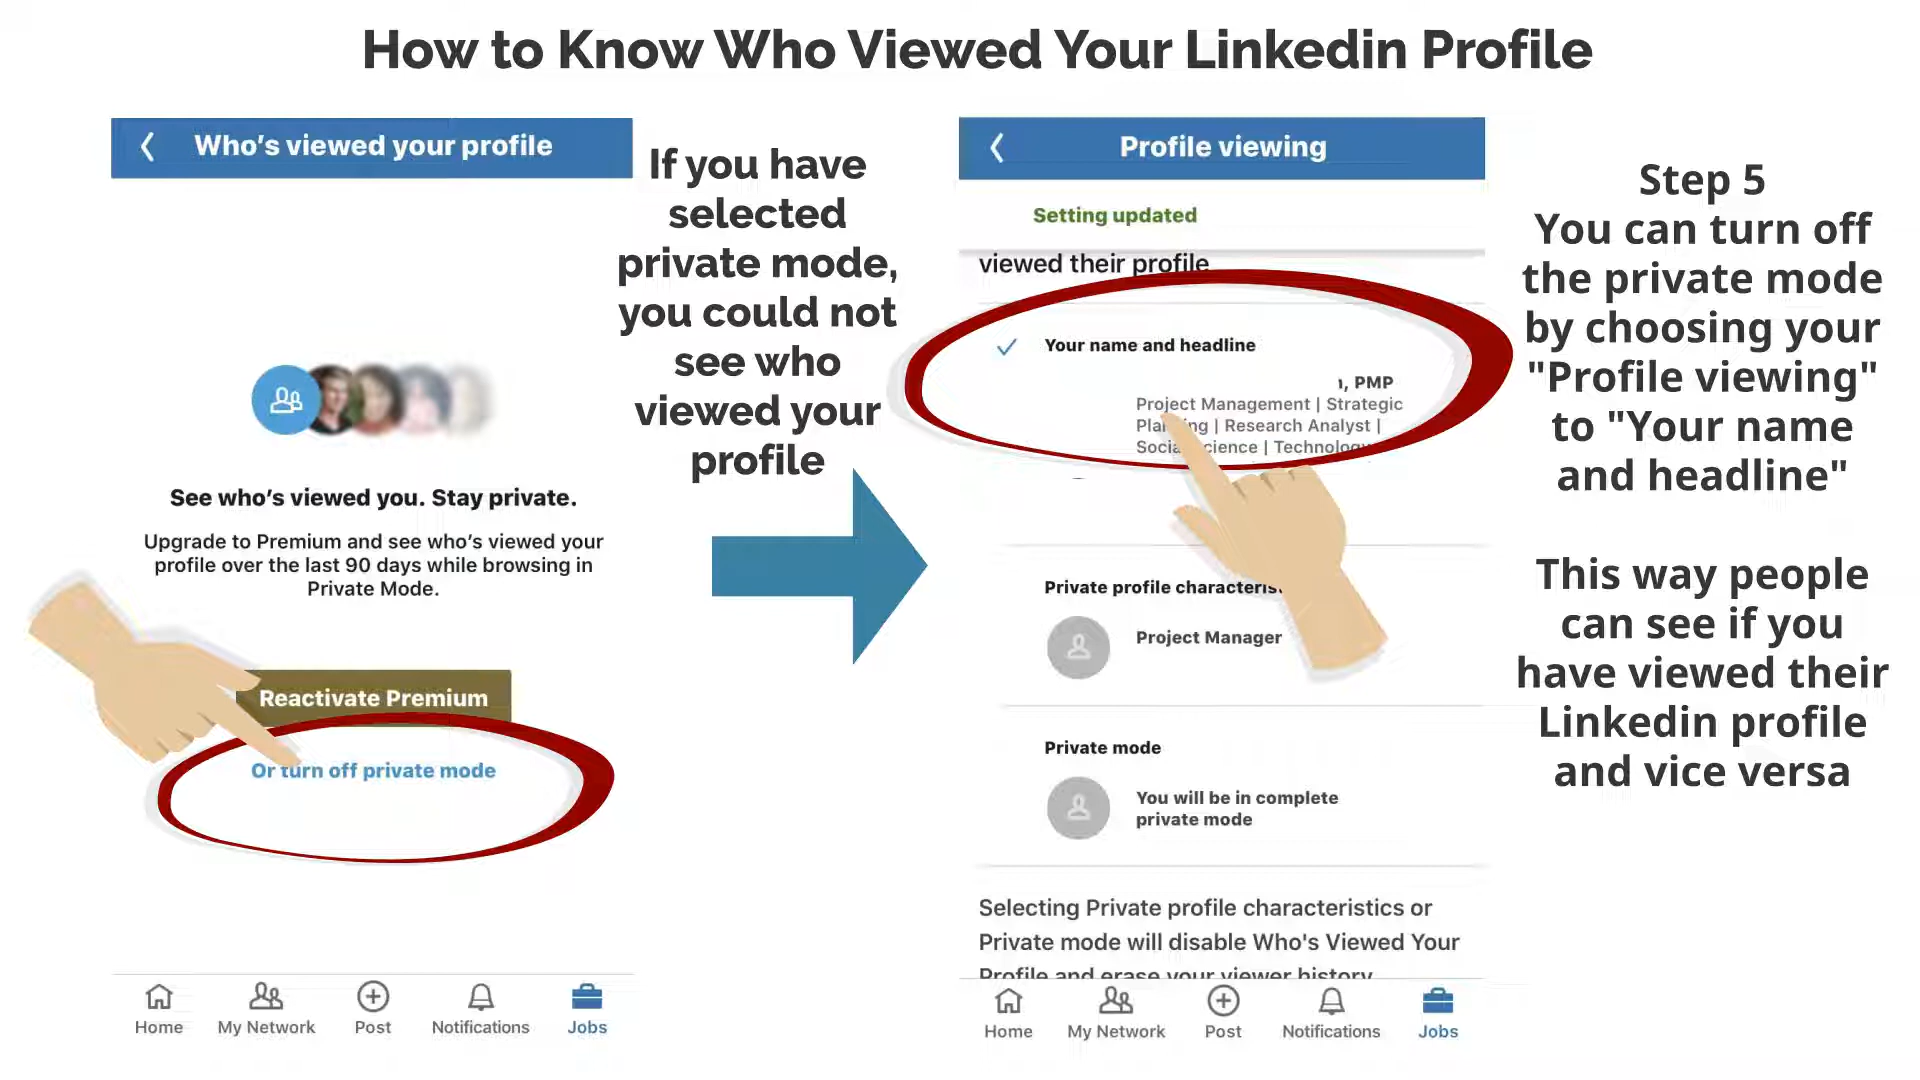 How to Know Who Viewed Your Linkedin Profile
Who's viewed your profile
See who's viewed you. Stay private.
Upgrade to Premium and see who's viewed your
profile over the last 90 days while browsing in
Private Mode.
Reactivate Premium
Or turn off private mode
Home
My Network
Post
Notifications
Jobs
If you have
selected
private mode,
you could not
see who
viewed your
profile
Profile viewing
Setting updated
viewed their profile
Your name and headline
, PMP
Project Management | Strategic
| Research Analyst |
| Technology
Private profile
Project Manager
Private mode
You will be in complete
private mode
Selecting Private profile characteristics or
Private mode will disable Who's Viewed Your
Profile and erase your viewer history
Home
My Network
Post
Notifications
Jobs
Step 5
You can turn off
the private mode
by choosing your
"Profile viewing"
to "Your name
and headline"
This way people
can see if you
have viewed their
Linkedin profile
and vice versa